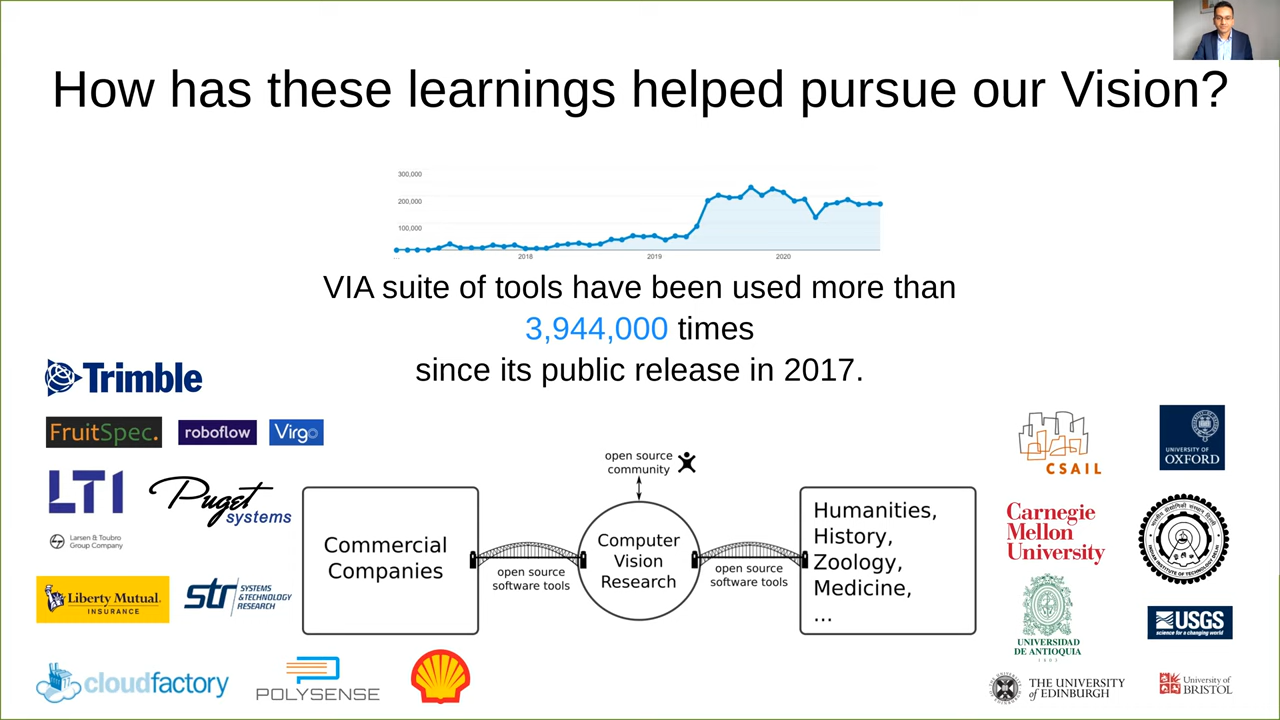 How has these learnings helped pursue our Vision?
300,000
200,000
100,000
...
2018
2019
2020
VIA suite of tools have been used more than
3,944,000 times
since its public release in 2017.
Trimble
FruitSpec.
roboflow
Virgo
LTI
Larsen & Toubro
Group Company
Puget
systems
Liberty Mutual.
INSURANCE
str
SYSTEMS
& TECHNOLOGY
RESEARCH
cloudfactory
POLYSENSE
Commercial
Companies
open source
software tools
open source
community
Computer
Vision
Research
open source
software tools
Humanities,
History,
Zoology,
Medicine,
...
CSAIL
UNIVERSITY OF
OXFORD
Carnegie
Mellon
University
UNIVERSIDAD
DE ANTIOQUIA
1803
USGS
science for a changing world
THE UNIVERSITY
of EDINBURGH
University of
BRISTOL